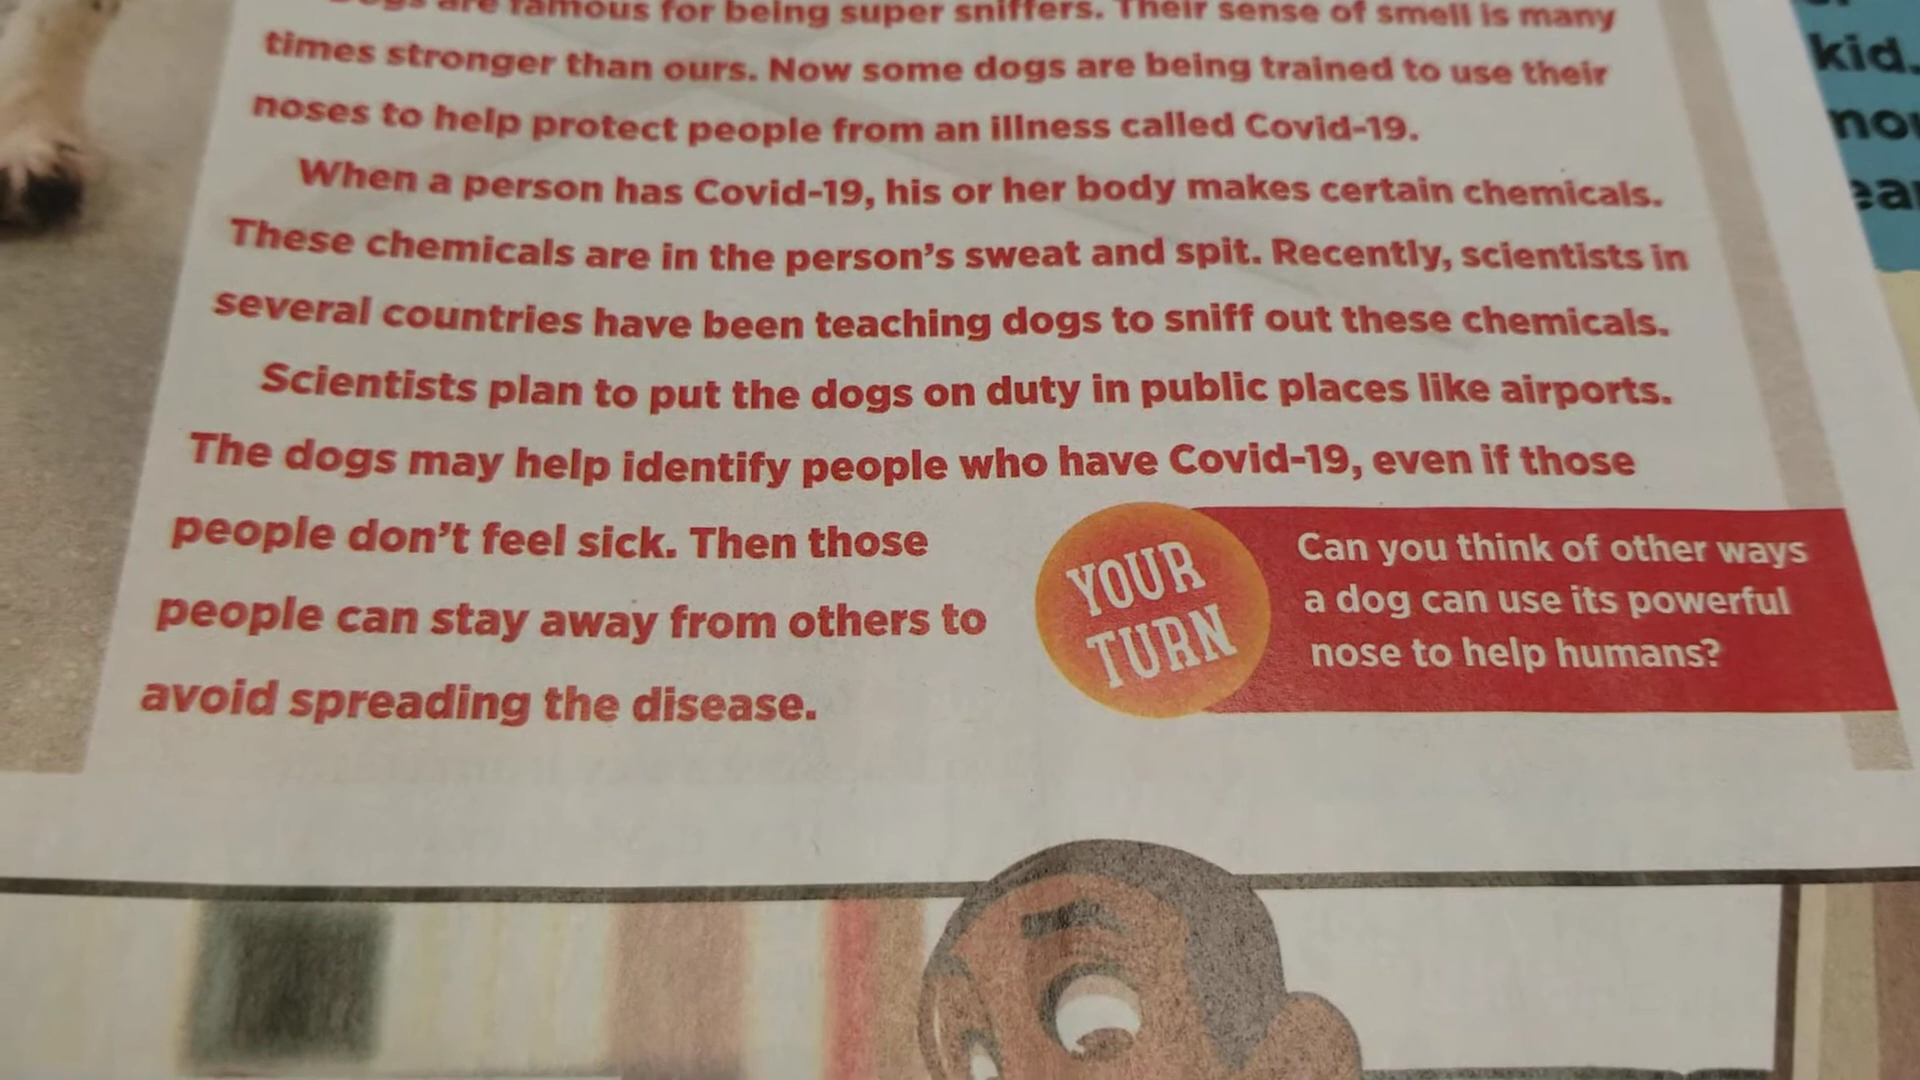 Dogs are famous for being super sniffers. Their sense of smell is many
times stronger than ours. Now some dogs are being trained to use their
noses to help protect people from an illness called Covid-19.
When a person has Covid-19, his or her body makes certain chemicals.
These chemicals are in the person's sweat and spit. Recently, scientists in
several countries have been teaching dogs to sniff out these chemicals.
Scientists plan to put the dogs on duty in public places like airports.
The dogs may help identify people who have Covid-19, even if those
people don't feel sick. Then those
people can stay away from others to
avoid spreading the disease.
YOUR
TURN
Can you think of other ways
a dog can use its powerful
nose to help humans?
kid.